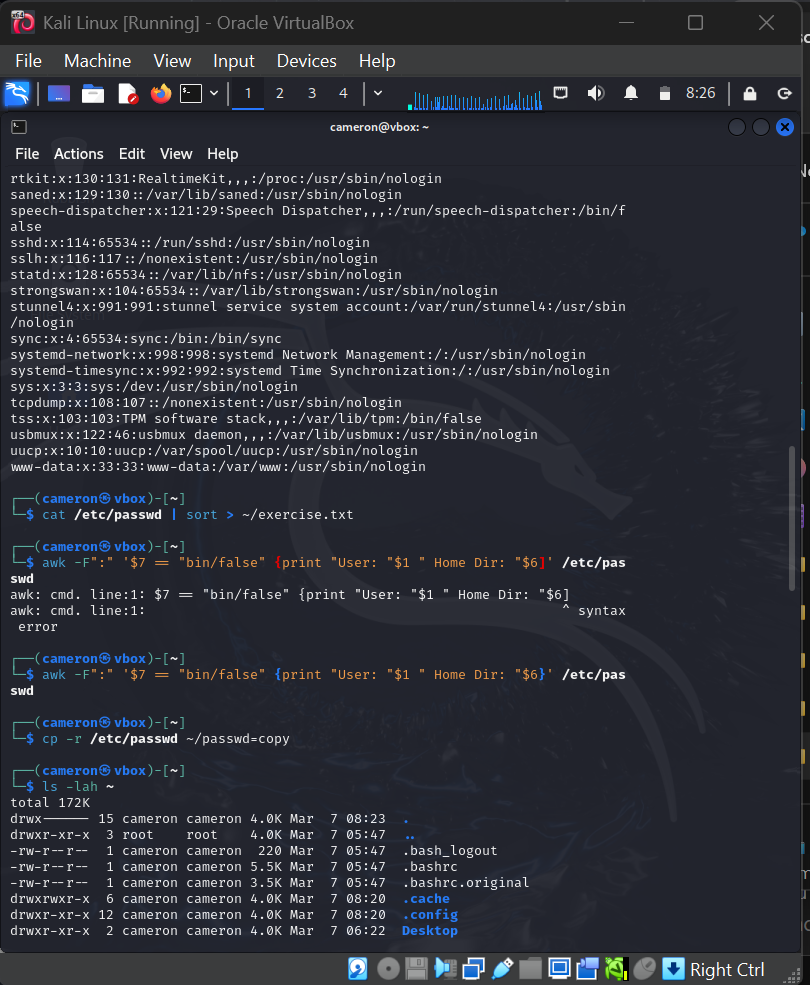 Kali Linux [Running] - Oracle VirtualBox
File Machine View Input Devices Help
1 2 3 4 8:26
cameron@vbox: ~
File Actions Edit View Help
rtkit:x:130:131:RealtimeKit,,,:/proc:/usr/sbin/nologin
saned:x:129:130::/var/lib/saned:/usr/sbin/nologin
speech-dispatcher:x:121:29:Speech Dispatcher,,,:/run/speech-dispatcher:/bin/f
alse
sshd:x:114:65534::/run/sshd:/usr/sbin/nologin
sslh:x:116:117::/nonexistent:/usr/sbin/nologin
statd:x:128:65534::/var/lib/nfs:/usr/sbin/nologin
strongswan:x:104:65534::/var/lib/strongswan:/usr/sbin/nologin
stunnel4:x:991:991:stunnel service system account:/var/run/stunnel4:/usr/sbin
/nologin
sync:x:4:65534:sync:/bin:/bin/sync
systemd-network:x:998:998:systemd Network Management:/:/usr/sbin/nologin
systemd-timesync:x:992:992:systemd Time Synchronization:/:/usr/sbin/nologin
sys:x:3:3:sys:/dev:/usr/sbin/nologin
tcpdump:x:108:107::/nonexistent:/usr/sbin/nologin
tss:x:103:103:TPM software stack,,,:/var/lib/tpm:/bin/false
usbmux:x:122:46:usbmux daemon,,,:/var/lib/usbmux:/usr/sbin/nologin
uucp:x:10:10:uucp:/var/spool/uucp:/usr/sbin/nologin
www-data:x:33:33:www-data:/var/www:/usr/sbin/nologin
┌──(cameron㉿vbox)-[~]
└─$ cat /etc/passwd | sort > ~/exercise.txt
┌──(cameron㉿vbox)-[~]
└─$ awk -F":" '$7 == "bin/false" {print "User: "$1 " Home Dir: "$6]' /etc/pas
swd
awk: cmd. line:1: $7 == "bin/false" {print "User: "$1 " Home Dir: "$6]
awk: cmd. line:1: ^ syntax
error
┌──(cameron㉿vbox)-[~]
└─$ awk -F":" '$7 == "bin/false" {print "User: "$1 " Home Dir: "$6}' /etc/pas
swd
┌──(cameron㉿vbox)-[~]
└─$ cp -r /etc/passwd ~/passwd=copy
┌──(cameron㉿vbox)-[~]
└─$ ls -lah ~
total 172K
drwx------ 15 cameron cameron 4.0K Mar 7 08:23 .
drwxr-xr-x 3 root root 4.0K Mar 7 05:47 ..
-rw-r--r-- 1 cameron cameron 220 Mar 7 05:47 .bash_logout
-rw-r--r-- 1 cameron cameron 5.5K Mar 7 05:47 .bashrc
-rw-r--r-- 1 cameron cameron 3.5K Mar 7 05:47 .bashrc.original
drwxrwxr-x 6 cameron cameron 4.0K Mar 7 08:20 .cache
drwxr-xr-x 12 cameron cameron 4.0K Mar 7 08:20 .config
drwxr-xr-x 2 cameron cameron 4.0K Mar 7 06:22 Desktop
Right Ctrl